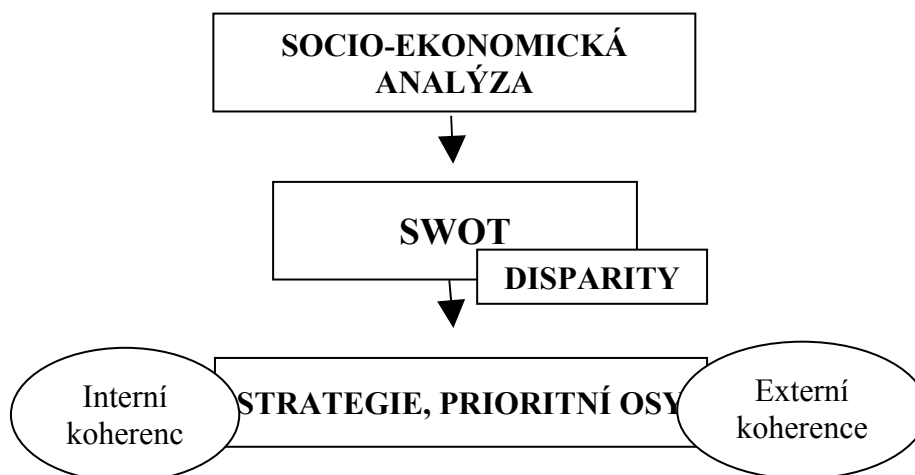 SOCIO-EKONOMICKÁ
ANALÝZA
SWOT
DISPARITY
Interní
koherenc
STRATEGIE, PRIORITNÍ OSY
Externí
koherence